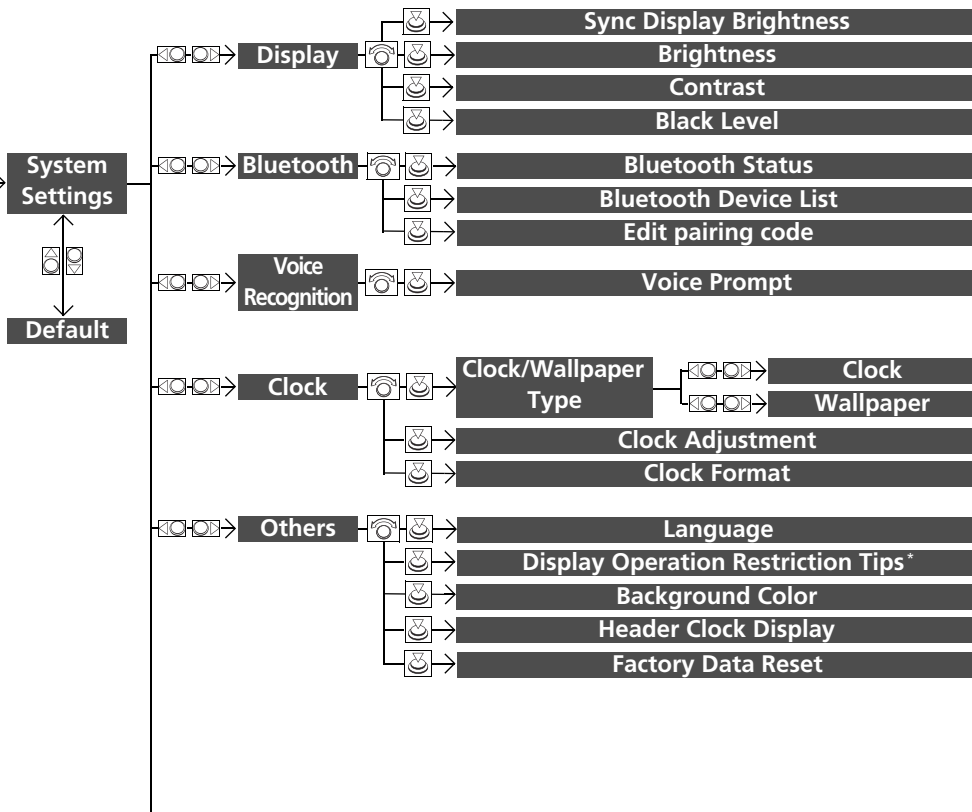 Sync Display Brightness
Display
Brightness
Contrast
Black Level
System
Settings
Bluetooth
Bluetooth Status
Bluetooth Device List
Edit pairing code
Voice
Recognition
Voice Prompt
Default
Clock
Clock/Wallpaper
Type
Clock
Wallpaper
Clock Adjustment
Clock Format
Others
Language
Display Operation Restriction Tips*
Background Color
Header Clock Display
Factory Data Reset